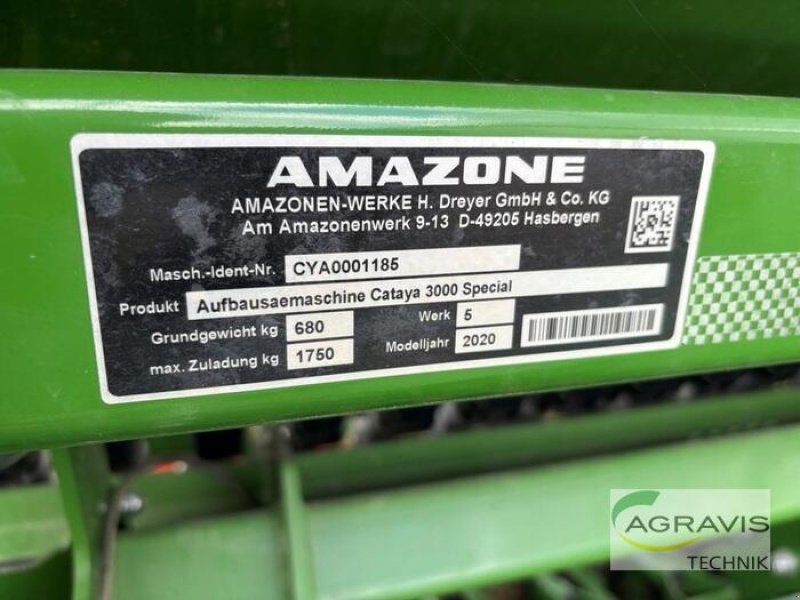 AMAZONE
AMAZONEN-WERKE H. Dreyer GmbH & Co. KG
Am Amazonenwerk 9-13 D-49205 Hasbergen
Masch.-Ident-Nr. CYA0001185
Produkt Aufbausaemaschine Cataya 3000 Special
Grundgewicht kg 680 Werk 5
max. Zuladung kg 1750 Modelljahr 2020
AGRAVIS
TECHNIK